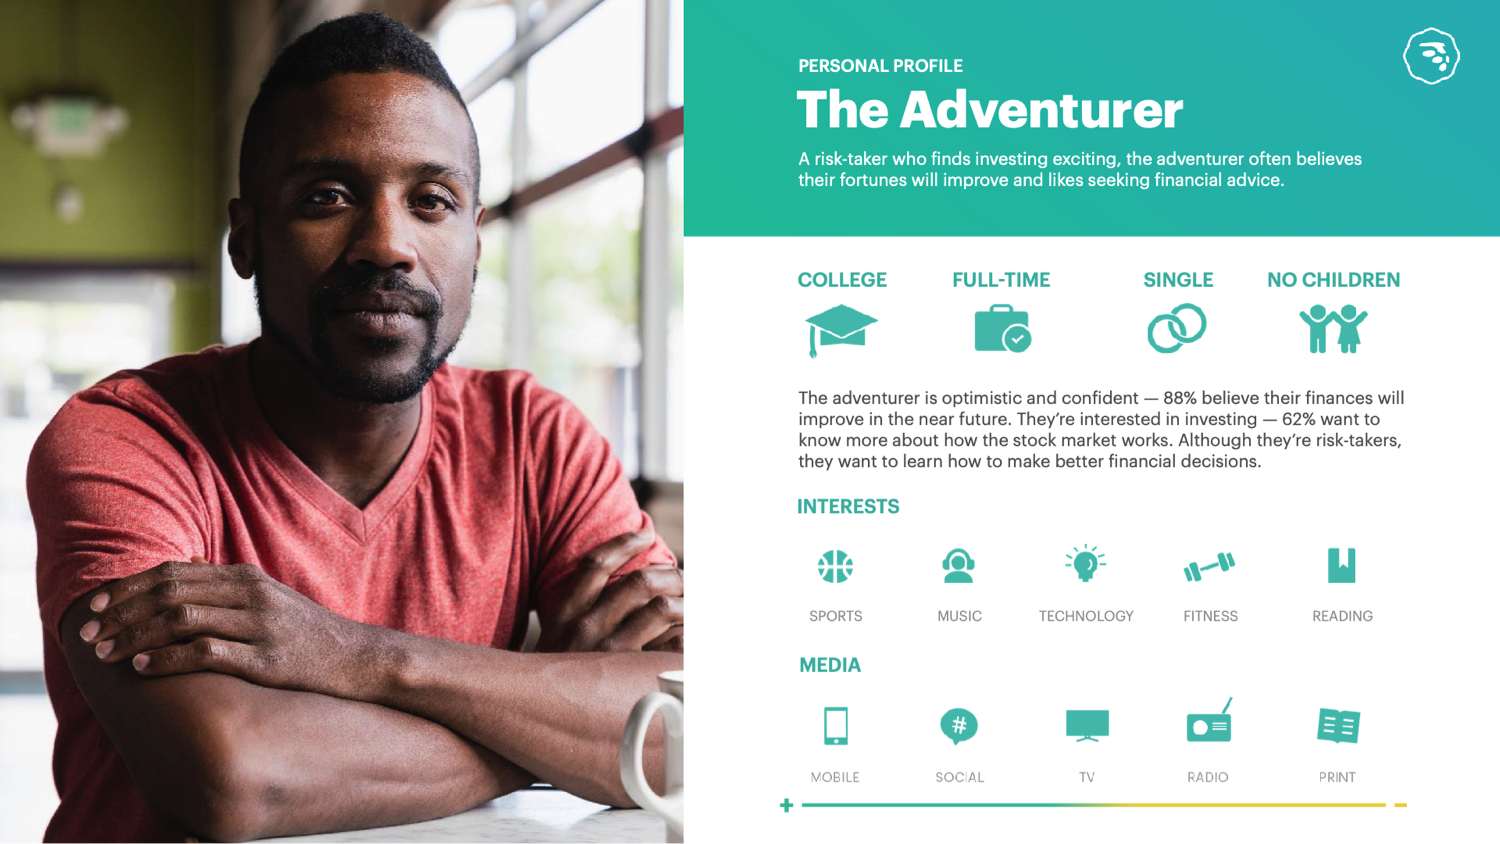 PERSONAL PROFILE
The Adventurer
A risk-taker who finds investing exciting, the adventurer often believes
their fortunes will improve and likes seeking financial advice.
COLLEGE FULL-TIME SINGLE NO CHILDREN
The adventurer is optimistic and confident — 88% believe their finances will
improve in the near future. They’re interested in investing — 62% want to
know more about how the stock market works. Although they’re risk-takers,
they want to learn how to make better financial decisions.
INTERESTS
SPORTS MUSIC TECHNOLOGY FITNESS READING
MEDIA
#
MOBILE SOCIAL TV RADIO PRINT
+ −